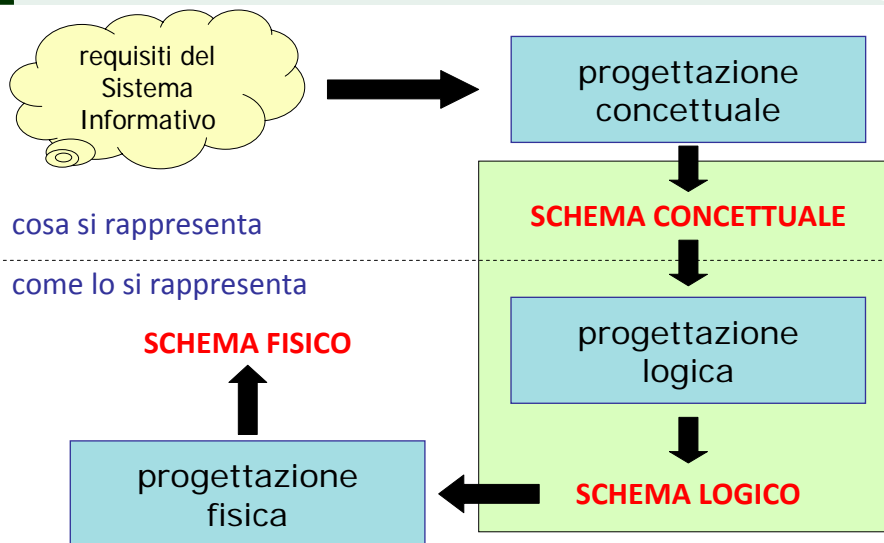 requisiti del
Sistema
Informativo
progettazione
concettuale
cosa si rappresenta
SCHEMA CONCETTUALE
come lo si rappresenta
progettazione
logica
SCHEMA FISICO
progettazione
fisica
SCHEMA LOGICO